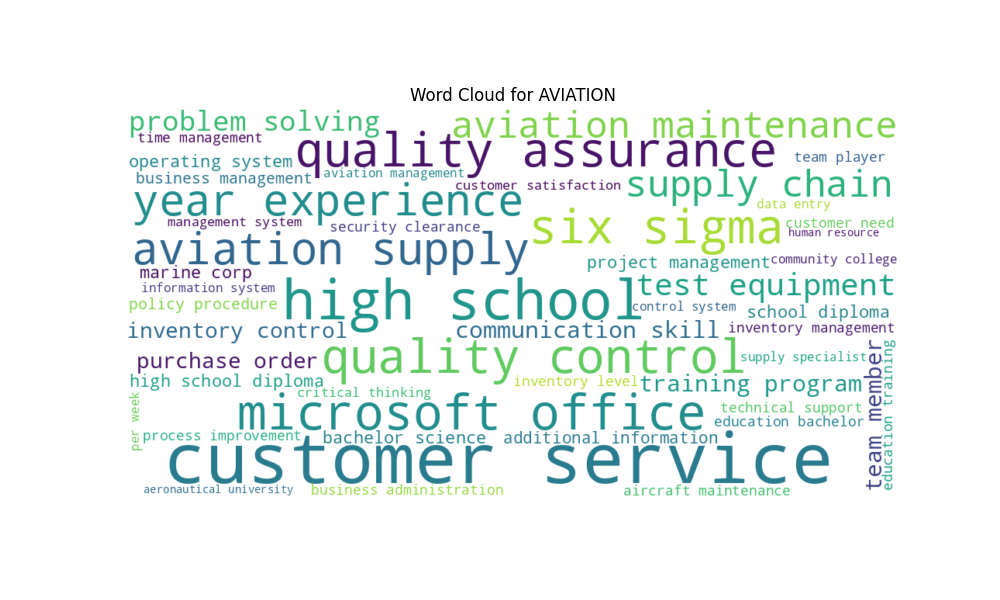 Word Cloud for AVIATION
problem solving
aviation maintenance
time management
quality assurance
team player
operating system
aviation management
business management
customer satisfaction
supply chain
year experience
data entry
six sigma
management system
security clearance
customer need
human resource
aviation supply
marine corp
project management
community college
information system
high school
test equipment
policy procedure
control system
school diploma
inventory control
communication skill
inventory management
purchase order
quality control
supply specialist
team member
education training
high school diploma
inventory level
training program
critical thinking
per week
microsoft office
technical support
education bachelor
process improvement
bachelor science
additional information
customer service
aeronautical university
business administration
aircraft maintenance